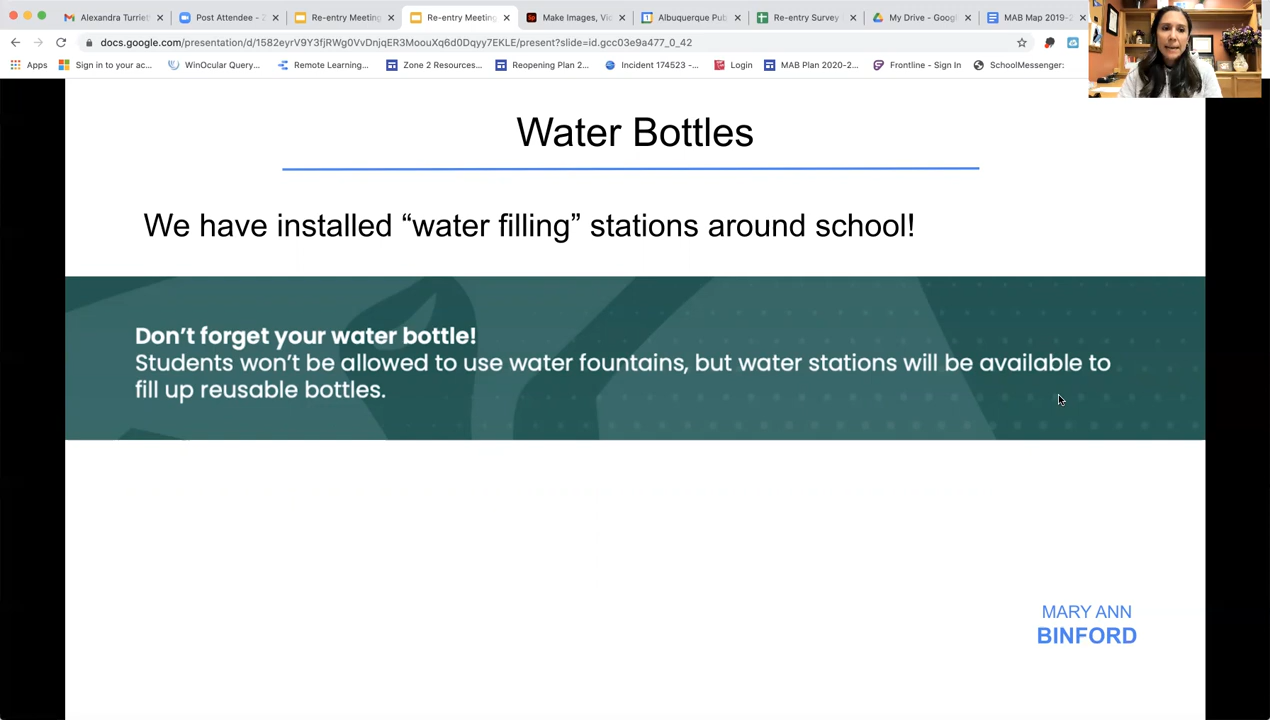 Alexandra Turriet
Post Attendee - Z
Re-entry Meeting
Re-entry Meeting
Make Images, Vid
Albuquerque Pub
Re-entry Survey
My Drive - Googl
MAB Map 2019-2
docs.google.com/presentation/d/1582eyrV9Y3fjRWg0VvDnjqER3MoouXq6d0Dqyy7EKLE/present?slide=id.gcc03e9a477_0_42
Apps
Sign in to your ac...
WinOcular Query...
Remote Learning...
Zone 2 Resources...
Reopening Plan 2...
Incident 174523 -...
Login
MAB Plan 2020-2...
Frontline - Sign In
SchoolMessenger:
Water Bottles
We have installed “water filling” stations around school!
Don’t forget your water bottle!
Students won’t be allowed to use water fountains, but water stations will be available to
fill up reusable bottles.
MARY ANN
BINFORD